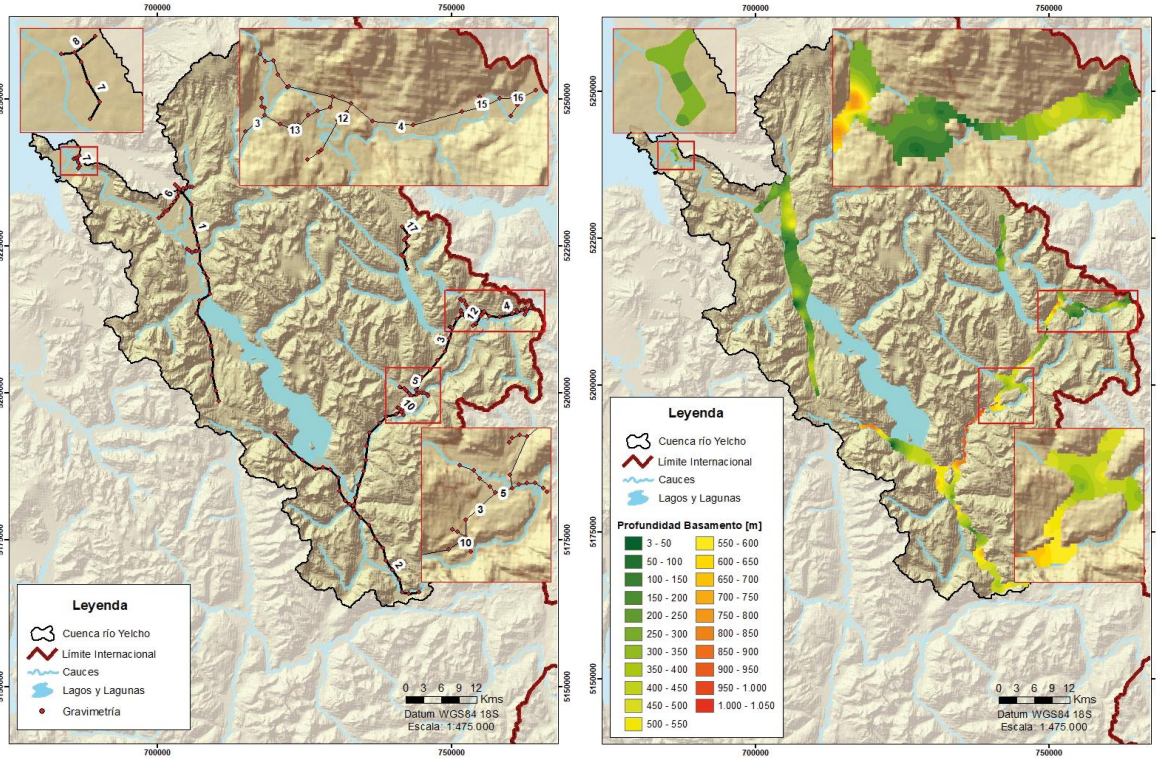 700000
750000
5250000
5225000
5200000
5175000
5150000
8
7
3
13
12
4
15
16
7
6
1
17
4
12
3
5
10
2
5
3
10
Leyenda
Cuenca río Yelcho
Límite Internacional
Cauces
Lagos y Lagunas
Gravimetría
0 3 6 9 12
Kms
Datum WGS84 18S
Escala: 1:475.000
700000
750000
700000
750000
5250000
5225000
5200000
5175000
5150000
Leyenda
Cuenca río Yelcho
Límite Internacional
Cauces
Lagos y Lagunas
Profundidad Basamento [m]
3 - 50
50 - 100
100 - 150
150 - 200
200 - 250
250 - 300
300 - 350
350 - 400
400 - 450
450 - 500
500 - 550
550 - 600
600 - 650
650 - 700
700 - 750
750 - 800
800 - 850
850 - 900
900 - 950
950 - 1.000
1.000 - 1.050
0 3 6 9 12
Kms
Datum WGS84 18S
Escala: 1:475.000
700000
750000